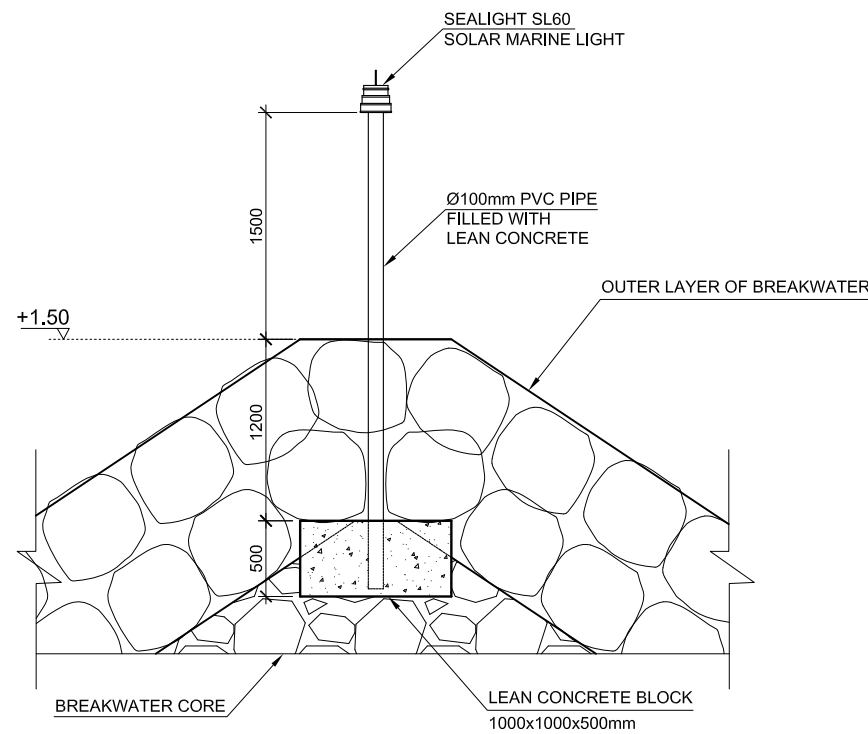 SEALIGHT SL60
SOLAR MARINE LIGHT
1500
Ø100mm PVC PIPE
FILLED WITH
LEAN CONCRETE
OUTER LAYER OF BREAKWATER
+1.50
1200
500
BREAKWATER CORE
LEAN CONCRETE BLOCK
1000x1000x500mm